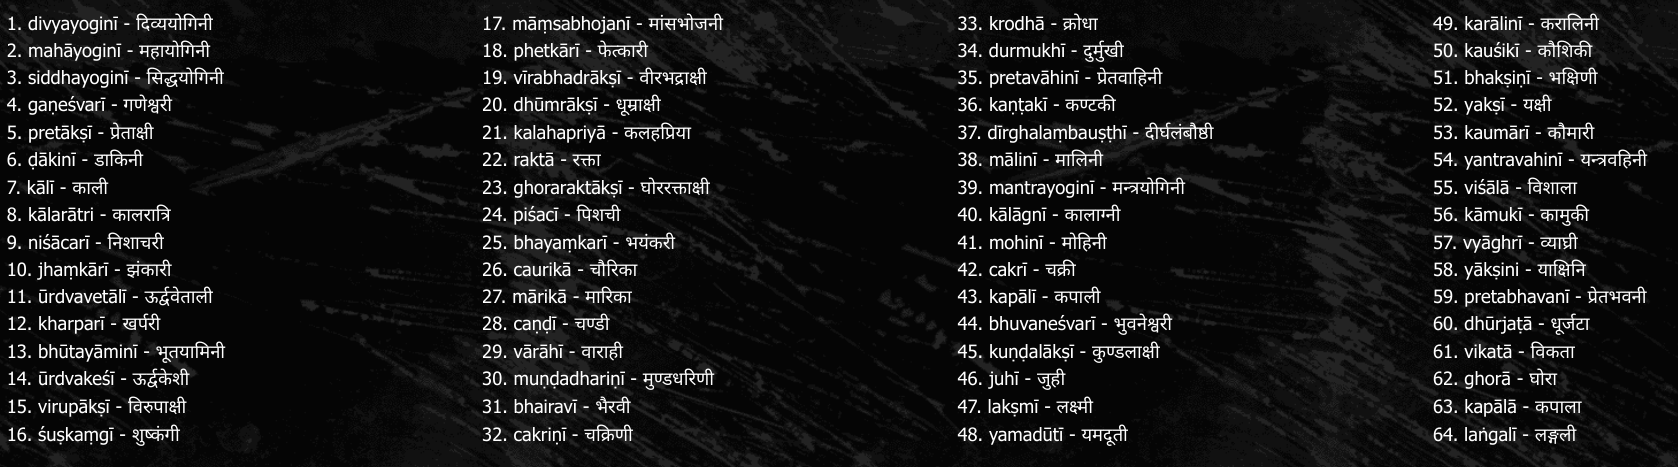 1. divyayoginī - दिव्ययोगिनी
2. mahāyoginī - महायोगिनी
3. siddhayoginī - सिद्धयोगिनी
4. gaṇeśvarī - गणेश्वरी
5. pretākṣī - प्रेताक्षी
6. ḍākinī - डाकिनी
7. kālī - काली
8. kālarātri - कालरात्रि
9. niśācarī - निशाचरी
10. jhaṃkārī - झंकारी
11. ūrdvavetālī - ऊर्द्ववेताली
12. kharparī - खर्परी
13. bhūtayāminī - भूतयामिनी
14. ūrdvakeśī - ऊर्द्वकेशी
15. virupākṣī - विरुपाक्षी
16. śuṣkaṃgī - शुष्कंगी
17. māṃsabhojanī - मांसभोजनी
18. phetkārī - फेत्कारी
19. vīrabhadrākṣī - वीरभद्राक्षी
20. dhūmrākṣī - धूम्राक्षी
21. kalahapriyā - कलहप्रिया
22. raktā - रक्ता
23. ghoraraktākṣī - घोररक्ताक्षी
24. piśacī - पिशची
25. bhayaṃkarī - भयंकरी
26. caurikā - चौरिका
27. mārikā - मारिका
28. caṇḍī - चण्डी
29. vārāhī - वाराही
30. muṇḍadhariṇī - मुण्डधरिणी
31. bhairavī - भैरवी
32. cakriṇī - चक्रिणी
33. krodhā - क्रोधा
34. durmukhī - दुर्मुखी
35. pretavāhinī - प्रेतवाहिनी
36. kaṇṭakī - कण्टकी
37. dīrghalaṃbauṣṭhī - दीर्घलंबौष्ठी
38. mālinī - मालिनी
39. mantrayoginī - मन्त्रयोगिनी
40. kālāgnī - कालाग्नी
41. mohinī - मोहिनी
42. cakrī - चक्री
43. kapālī - कपाली
44. bhuvaneśvarī - भुवनेश्वरी
45. kuṇḍalākṣī - कुण्डलाक्षी
46. juhī - जुही
47. lakṣmī - लक्ष्मी
48. yamadūtī - यमदूती
49. karālinī - करालिनी
50. kauśikī - कौशिकी
51. bhakṣiṇī - भक्षिणी
52. yakṣī - यक्षी
53. kaumārī - कौमारी
54. yantravahinī - यन्त्रवहिनी
55. viśālā - विशाला
56. kāmukī - कामुकी
57. vyāghrī - व्याघ्री
58. yākṣini - याक्षिनि
59. pretabhavanī - प्रेतभवनी
60. dhūrjaṭā - धूर्जटा
61. vikatā - विकता
62. ghorā - घोरा
63. kapālā - कपाला
64. laṅgalī - लङ्गली